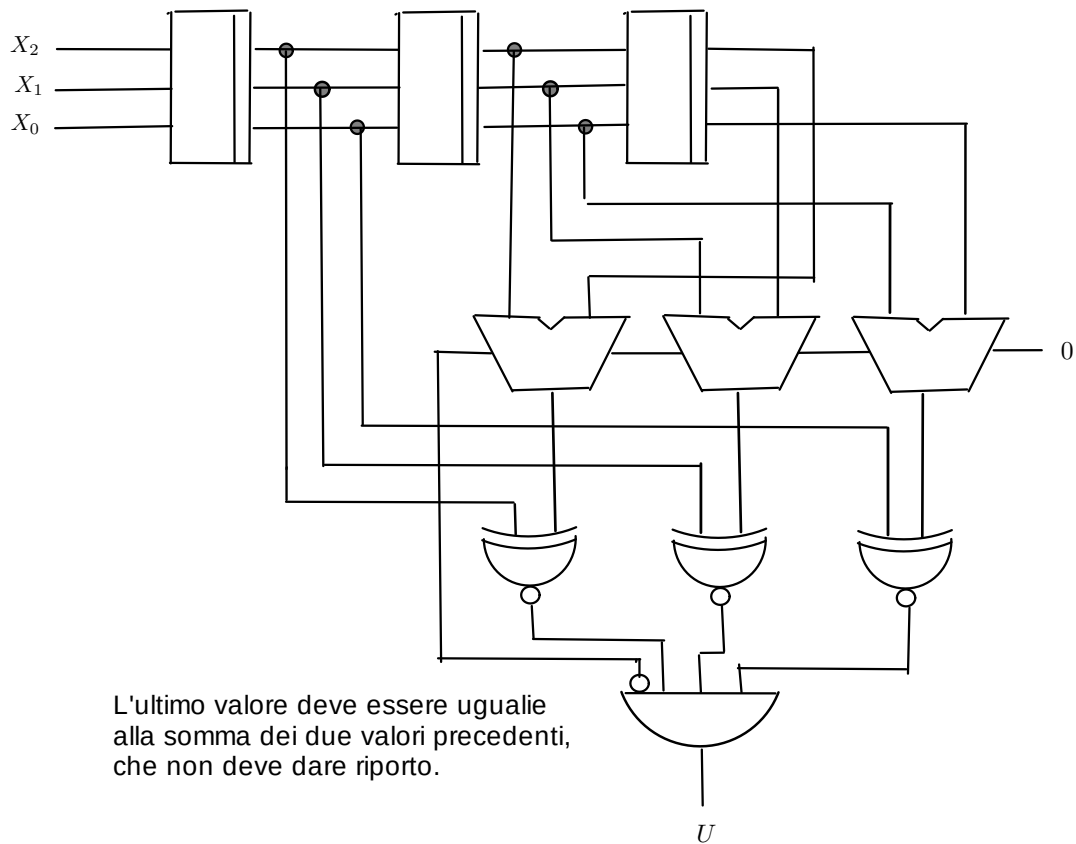 X₂
X₁
X₀
0
L'ultimo valore deve essere ugualie
alla somma dei due valori precedenti,
che non deve dare riporto.
U